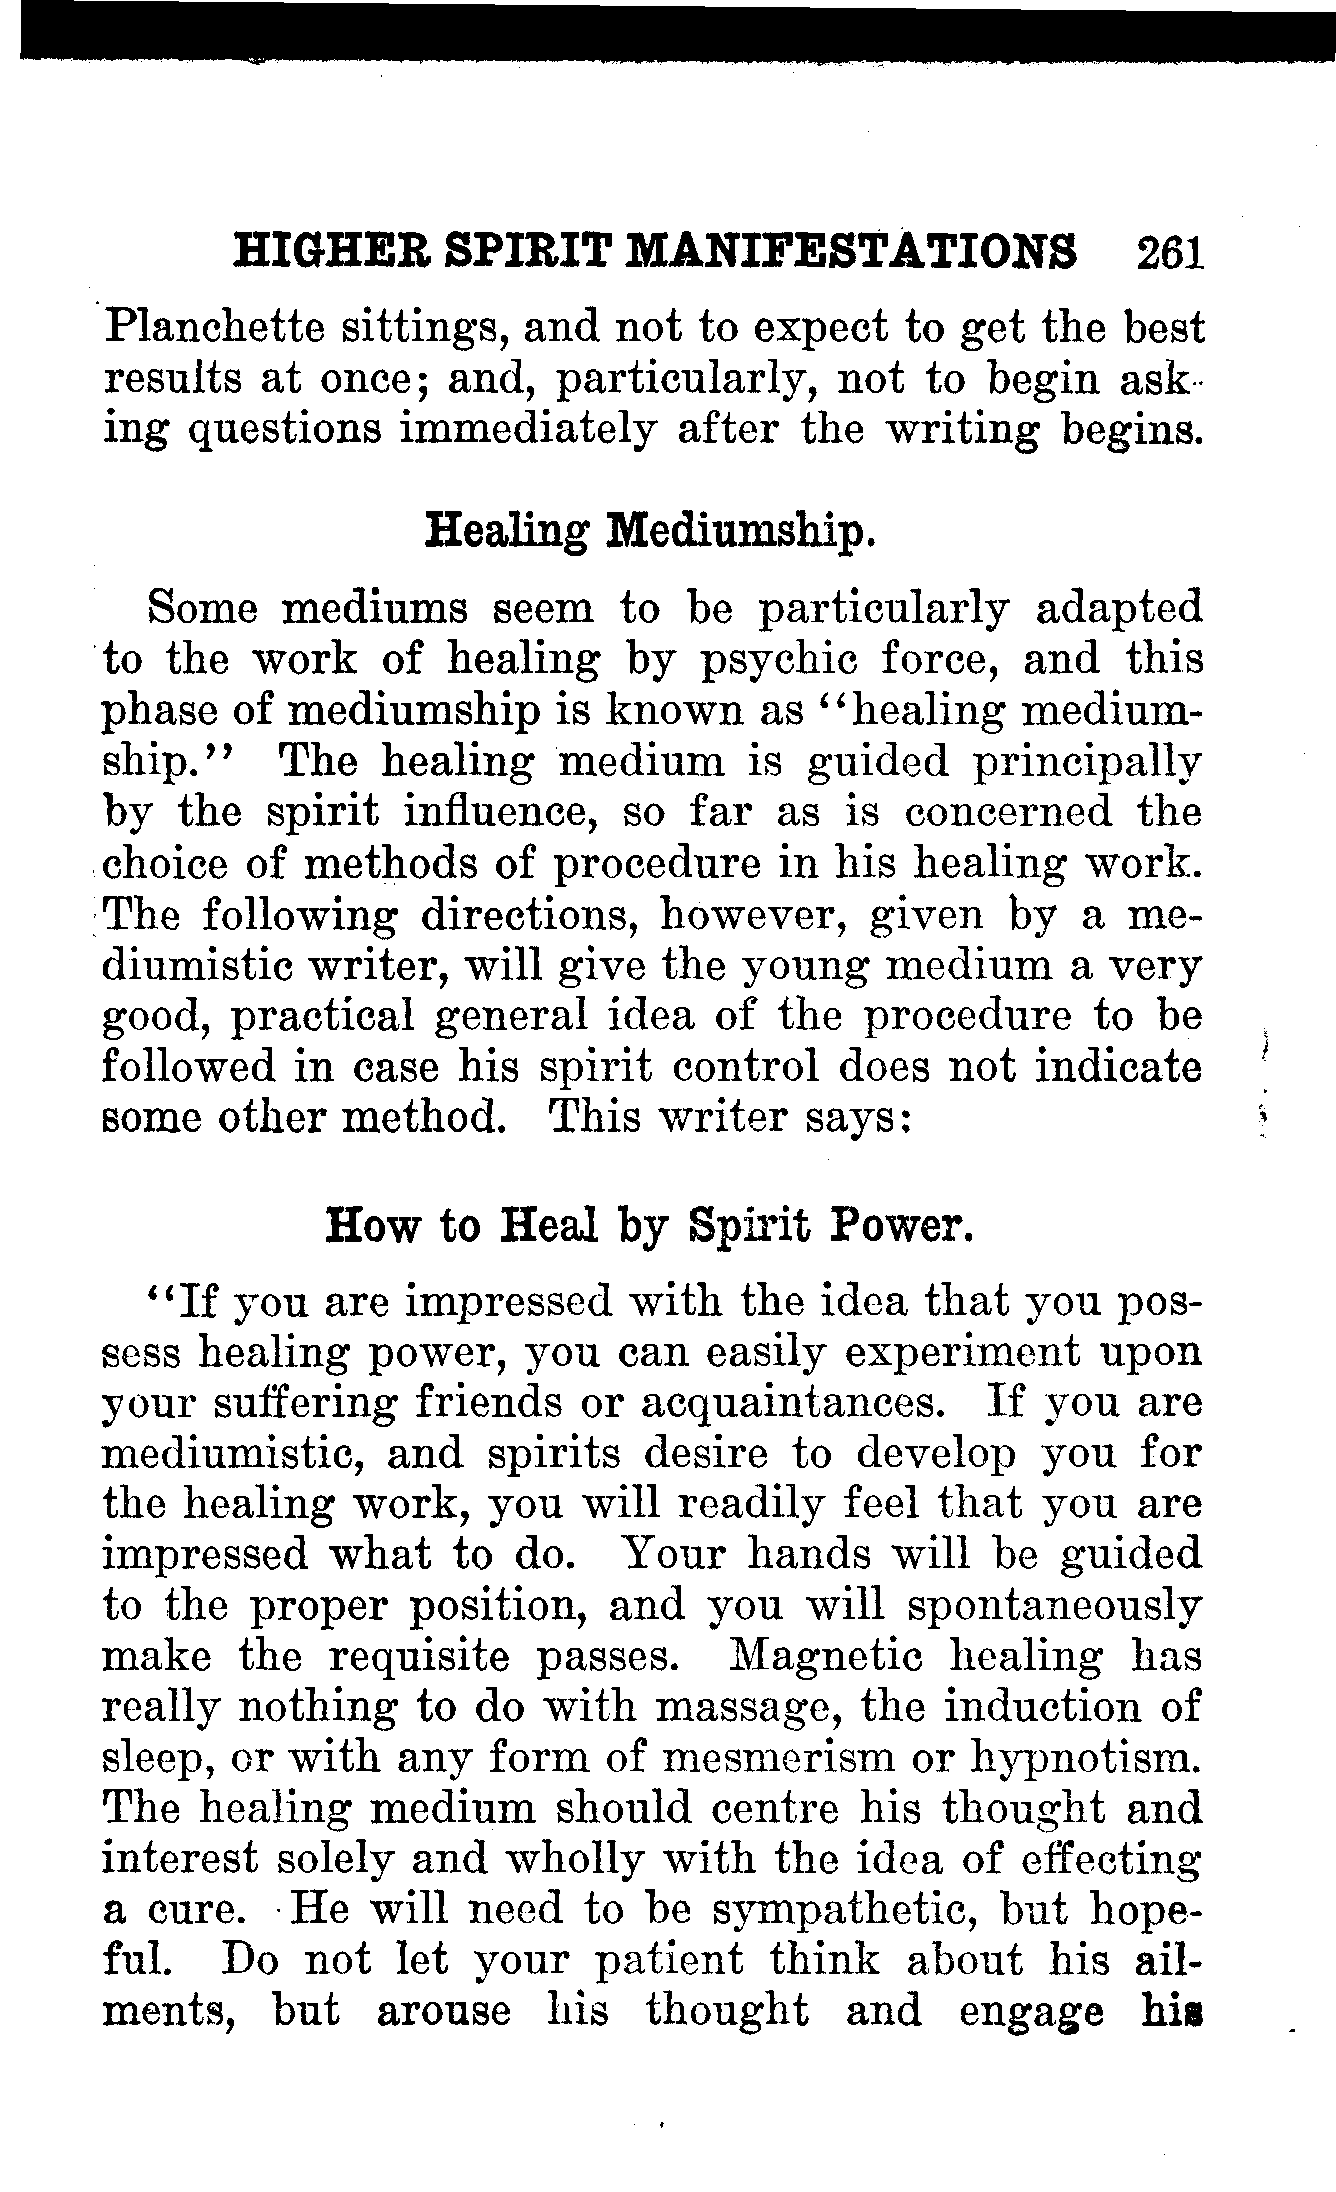 HIGHER SPIRIT MANIFESTATIONS 261
Planchette sittings, and not to expect to get the best
results at once; and, particularly, not to begin ask-
ing questions immediately after the writing begins.
Healing Mediumship.
Some mediums seem to be particularly adapted
to the work of healing by psychic force, and this
phase of mediumship is known as “healing medium-
ship.” The healing medium is guided principally
by the spirit influence, so far as is concerned the
choice of methods of procedure in his healing work.
The following directions, however, given by a me-
diumistic writer, will give the young medium a very
good, practical general idea of the procedure to be
followed in case his spirit control does not indicate
some other method. This writer says:
How to Heal by Spirit Power.
“If you are impressed with the idea that you pos-
sess healing power, you can easily experiment upon
your suffering friends or acquaintances. If you are
mediumistic, and spirits desire to develop you for
the healing work, you will readily feel that you are
impressed what to do. Your hands will be guided
to the proper position, and you will spontaneously
make the requisite passes. Magnetic healing has
really nothing to do with massage, the induction of
sleep, or with any form of mesmerism or hypnotism.
The healing medium should centre his thought and
interest solely and wholly with the idea of effecting
a cure. He will need to be sympathetic, but hope-
ful. Do not let your patient think about his ail-
ments, but arouse his thought and engage his